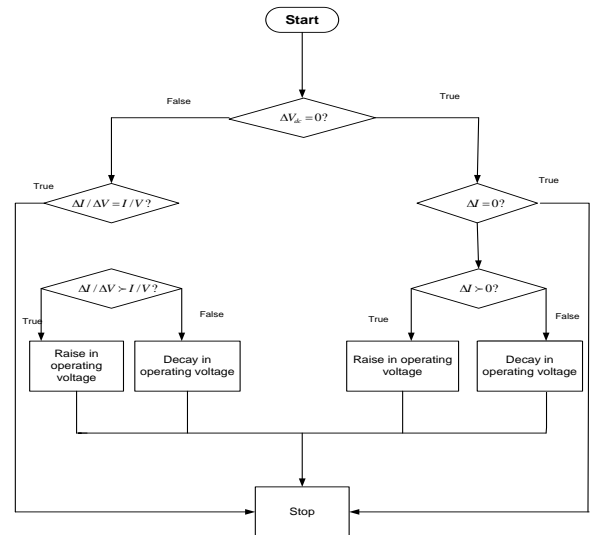 Start
False
True
ΔV_dc = 0?
True
ΔI / ΔV = I / V?
ΔI = 0?
True
ΔI / ΔV ≻ I / V?
ΔI ≻ 0?
True
False
True
False
Raise in
operating
voltage
Decay in
operating voltage
Raise in operating
voltage
Decay in
operating voltage
Stop